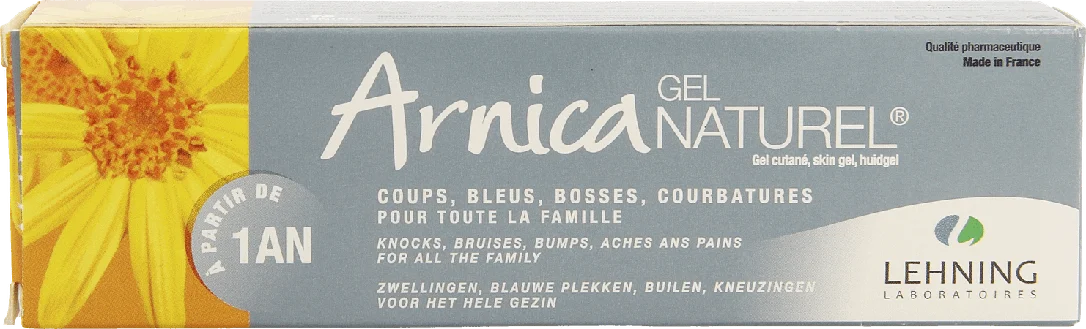 Qualité pharmaceutique
Made in France
Arnica GEL NATUREL®
Gel cutané, skin gel, huidgel
À PARTIR DE
1AN
COUPS, BLEUS, BOSSES, COURBATURES
POUR TOUTE LA FAMILLE
KNOCKS, BRUISES, BUMPS, ACHES ANS PAINS
FOR ALL THE FAMILY
ZWELLINGEN, BLAUWE PLEKKEN, BUILEN, KNEUZINGEN
VOOR HET HELE GEZIN
LEHNING
LABORATOIRES